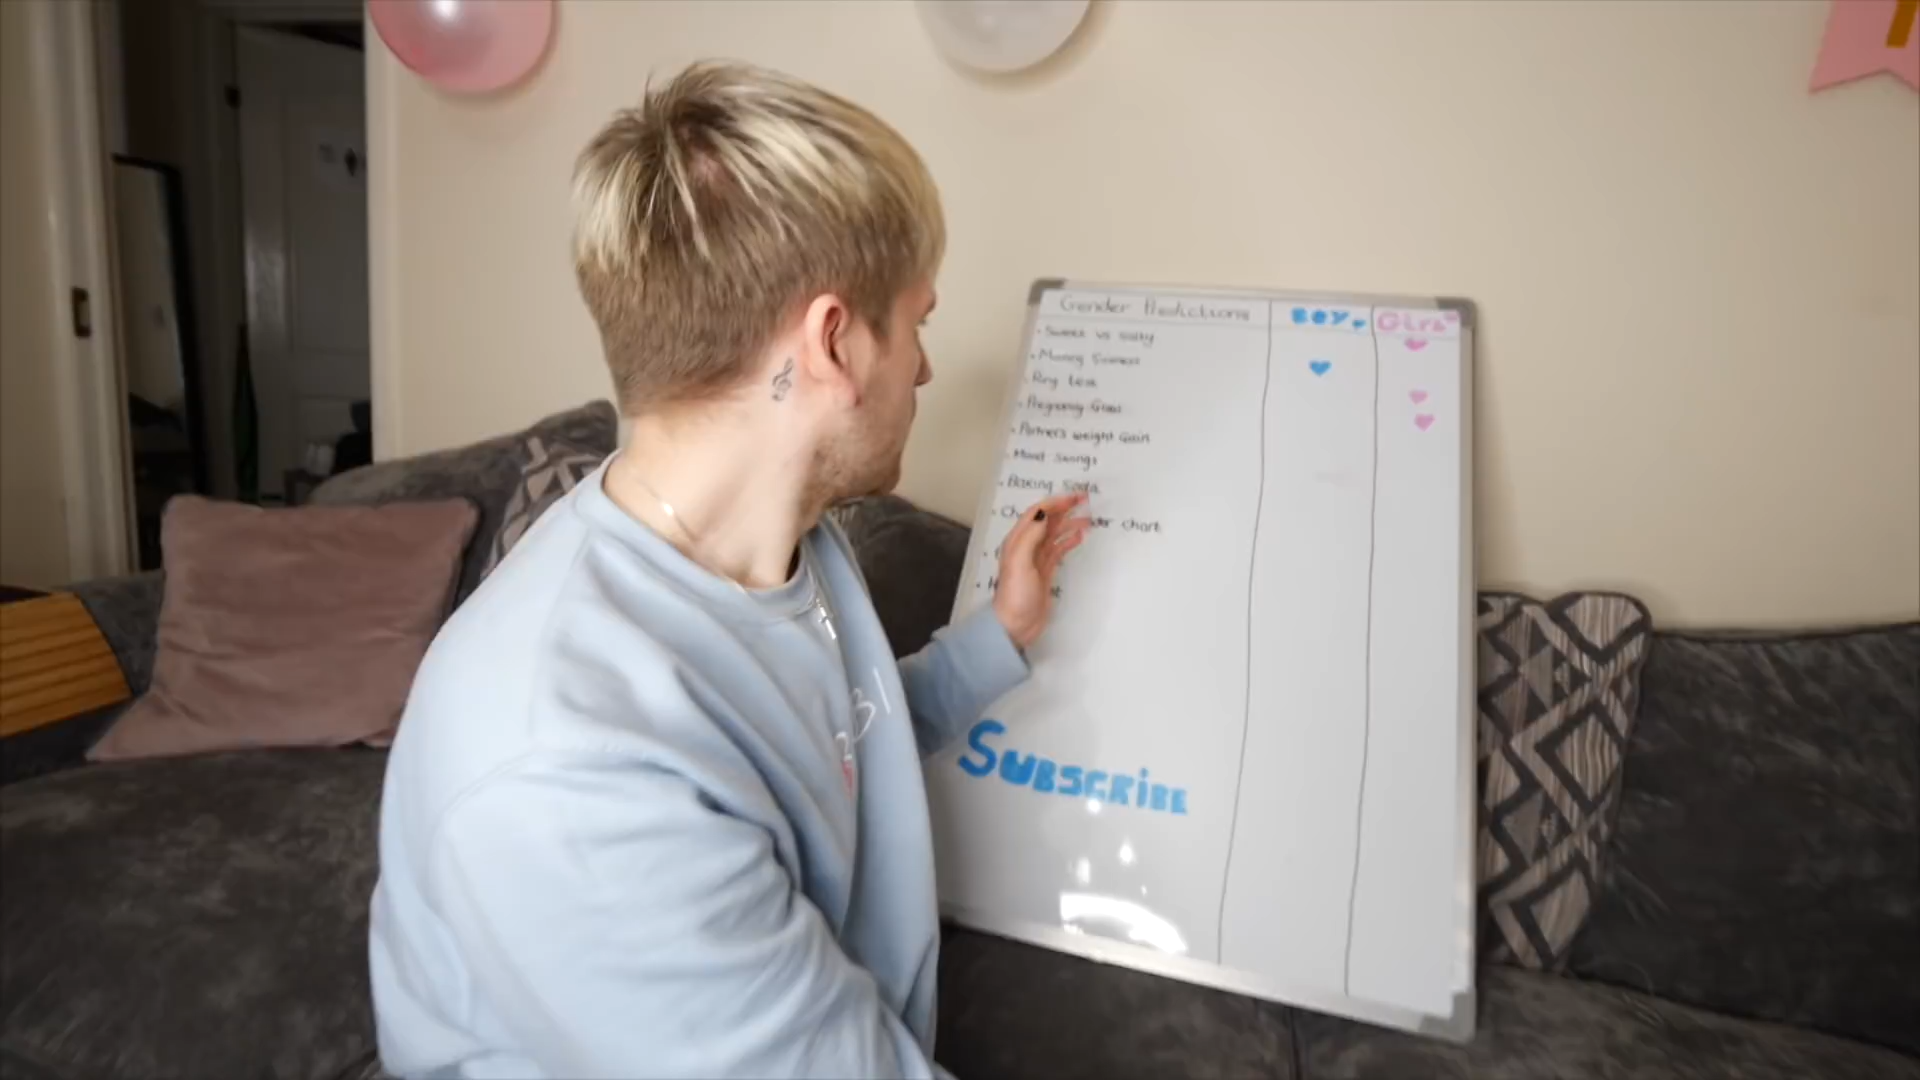 Gender Predictions
BOY
Girl
• Sweet vs salty
• Morning Sickness
• Ring test
• Pregnancy Glow
• Partners weight Gain
• Mood Swings
• Baking Soda
chart
SUBSCRIBE